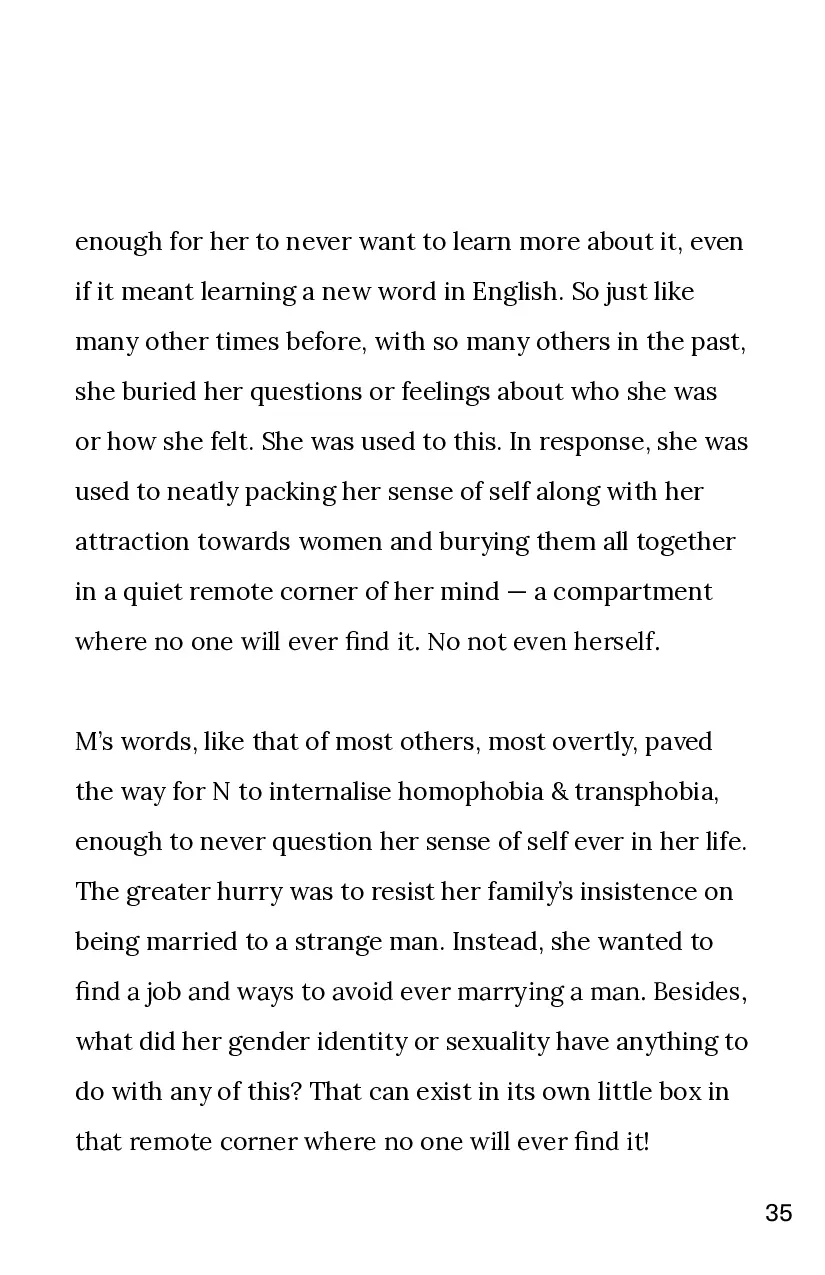 enough for her to never want to learn more about it, even
if it meant learning a new word in English. So just like
many other times before, with so many others in the past,
she buried her questions or feelings about who she was
or how she felt. She was used to this. In response, she was
used to neatly packing her sense of self along with her
attraction towards women and burying them all together
in a quiet remote corner of her mind — a compartment
where no one will ever find it. No not even herself.
M’s words, like that of most others, most overtly, paved
the way for N to internalise homophobia & transphobia,
enough to never question her sense of self ever in her life.
The greater hurry was to resist her family’s insistence on
being married to a strange man. Instead, she wanted to
find a job and ways to avoid ever marrying a man. Besides,
what did her gender identity or sexuality have anything to
do with any of this? That can exist in its own little box in
that remote corner where no one will ever find it!
35